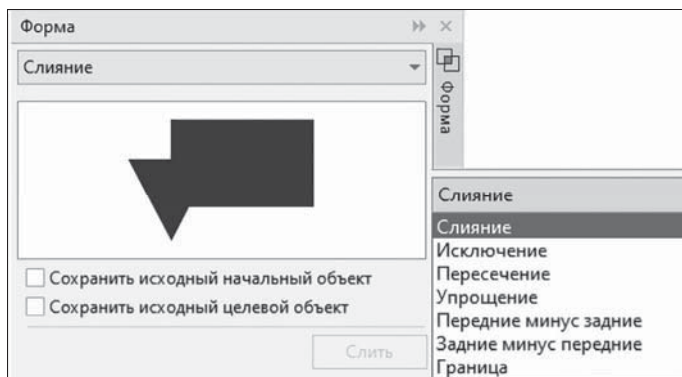 Форма
Слияние
Форма
Сохранить исходный начальный объект
Сохранить исходный целевой объект
Слить
Слияние
Слияние
Исключение
Пересечение
Упрощение
Передние минус задние
Задние минус передние
Граница